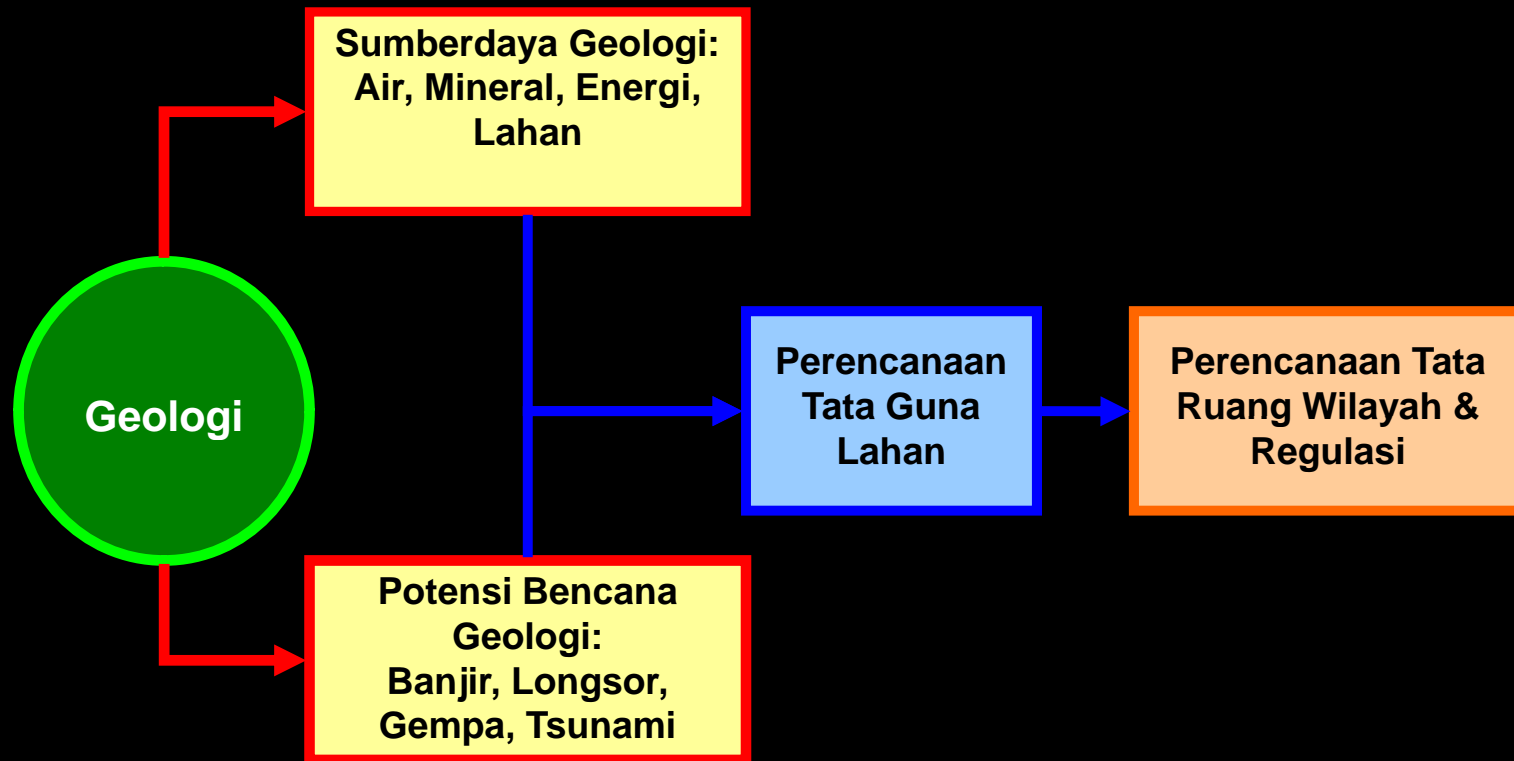 Sumberdaya Geologi:
Air, Mineral, Energi,
Lahan
Geologi
Perencanaan
Tata Guna
Lahan
Perencanaan Tata
Ruang Wilayah &
Regulasi
Potensi Bencana
Geologi:
Banjir, Longsor,
Gempa, Tsunami